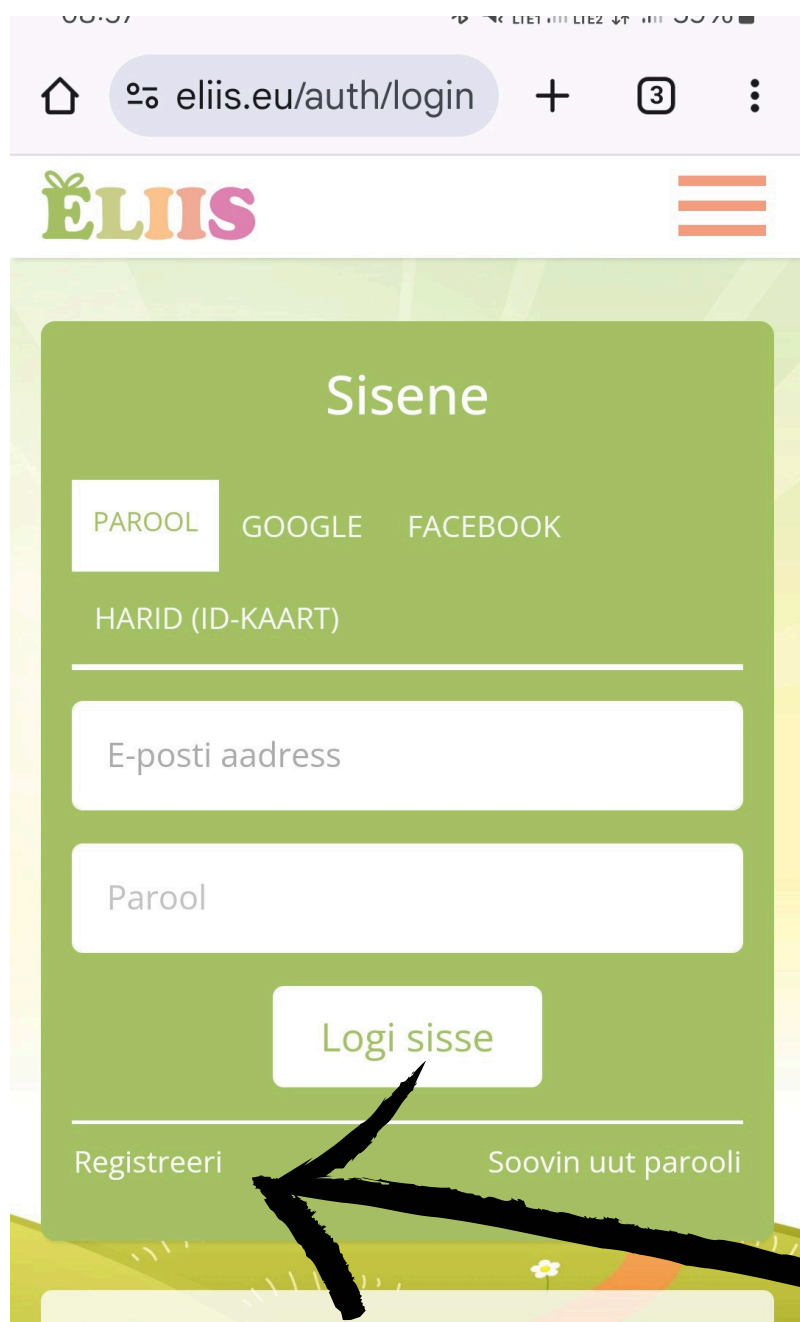 eliis.eu/auth/login
3
ELIIS
Sisene
PAROOL GOOGLE FACEBOOK
HARID (ID-KAART)
E-posti aadress
Parool
Logi sisse
Registreeri Soovin uut parooli